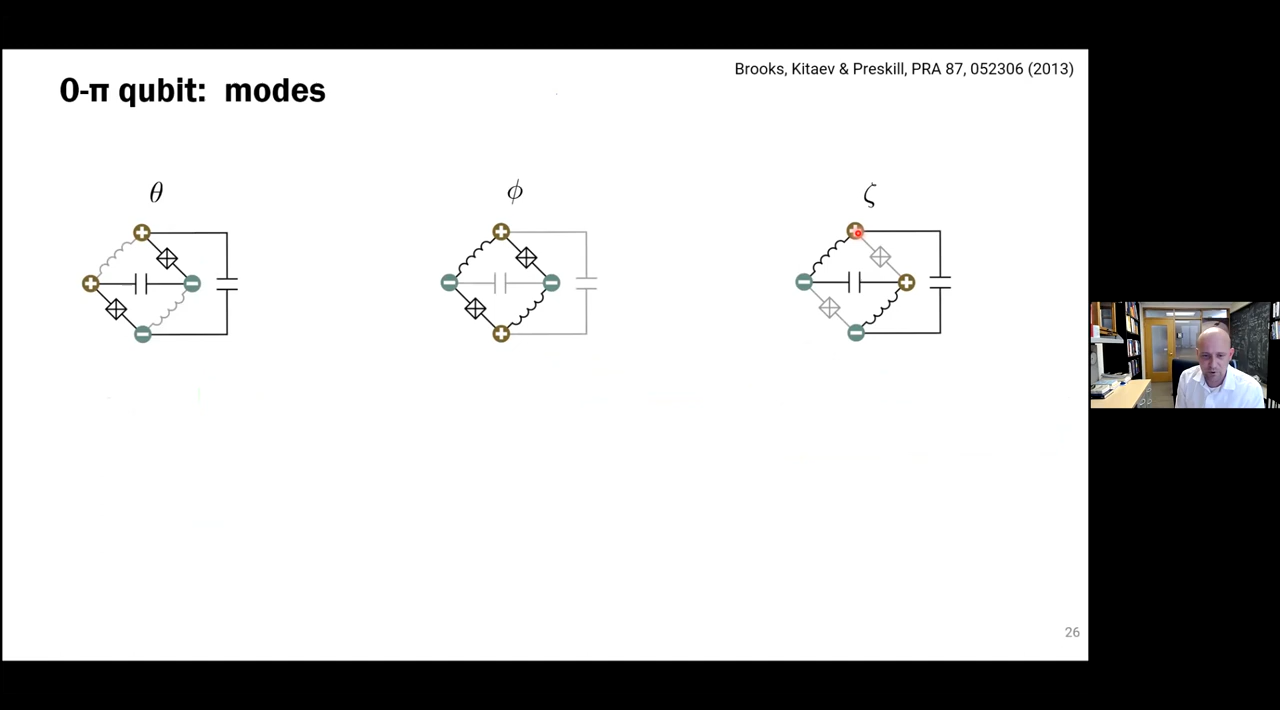 Brooks, Kitaev & Preskill, PRA 87, 052306 (2013)
0-π qubit: modes
θ
ϕ
ζ
26